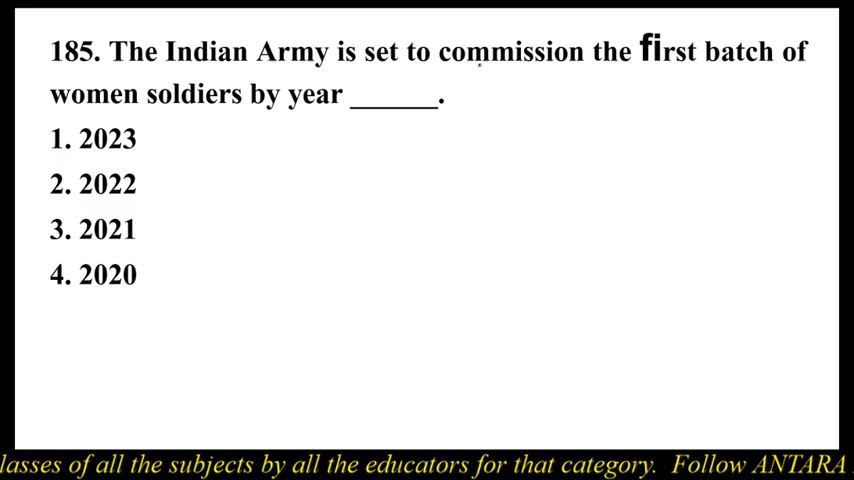 185. The Indian Army is set to commission the first batch of
women soldiers by year ______.
1. 2023
2. 2022
3. 2021
4. 2020
lasses of all the subjects by all the educators for that category. Follow ANTARA